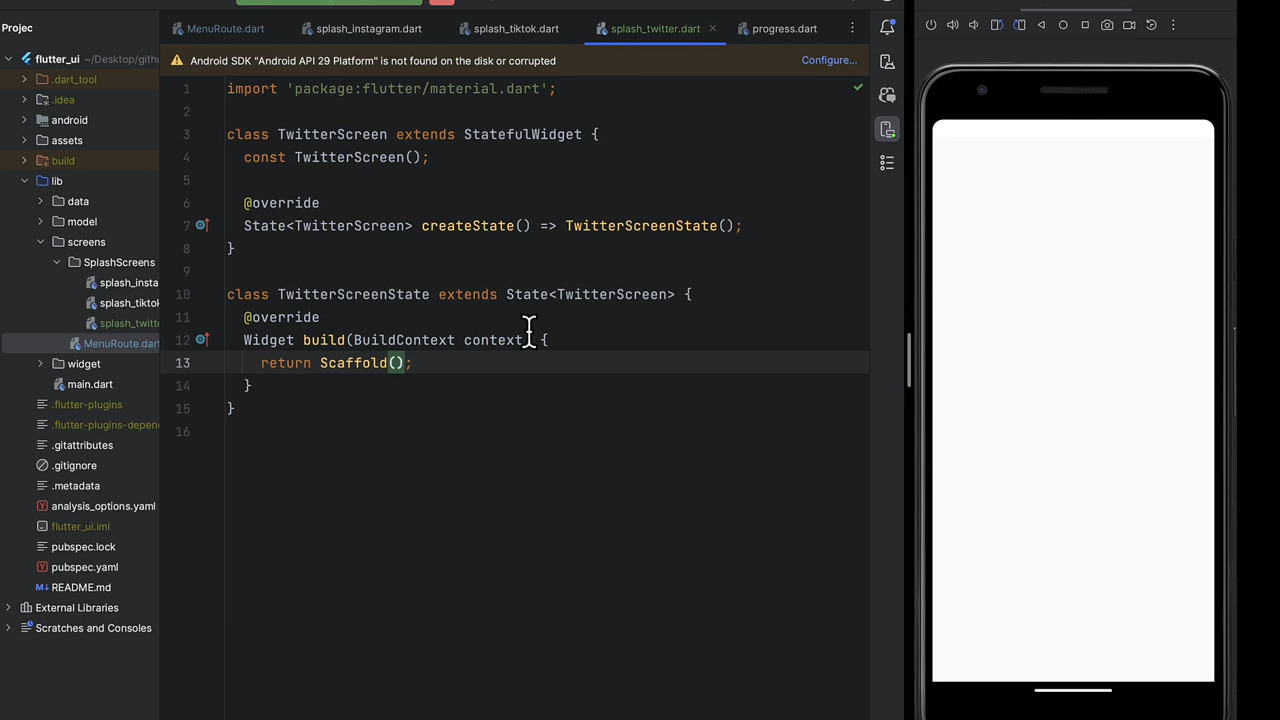 MenuRoute.dart splash_instagram.dart splash_tiktok.dart splash_twitter.dart progress.dart
Projec
flutter_ui ~/Desktop/githu
.dart_tool
.idea
android
assets
build
lib
data
model
screens
SplashScreens
splash_insta
splash_tiktok
splash_twitt
MenuRoute.dart
widget
main.dart
.flutter-plugins
.flutter-plugins-depend
.gitattributes
.gitignore
.metadata
analysis_options.yaml
flutter_ui.iml
pubspec.lock
pubspec.yaml
M↓ README.md
External Libraries
Scratches and Consoles
Android SDK "Android API 29 Platform" is not found on the disk or corrupted Configure...
1 import 'package:flutter/material.dart';
2
3 class TwitterScreen extends StatefulWidget {
4 const TwitterScreen();
5
6 @override
7 State<TwitterScreen> createState() => TwitterScreenState();
8 }
9
10 class TwitterScreenState extends State<TwitterScreen> {
11 @override
12 Widget build(BuildContext context) {
13 return Scaffold();
14 }
15 }
16